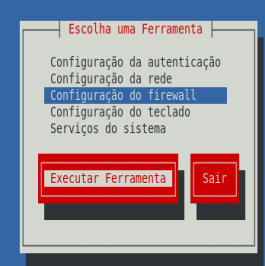 Escolha uma Ferramenta
Configuração da autenticação
Configuração da rede
Configuração do firewall
Configuração do teclado
Serviços do sistema
Executar Ferramenta Sair